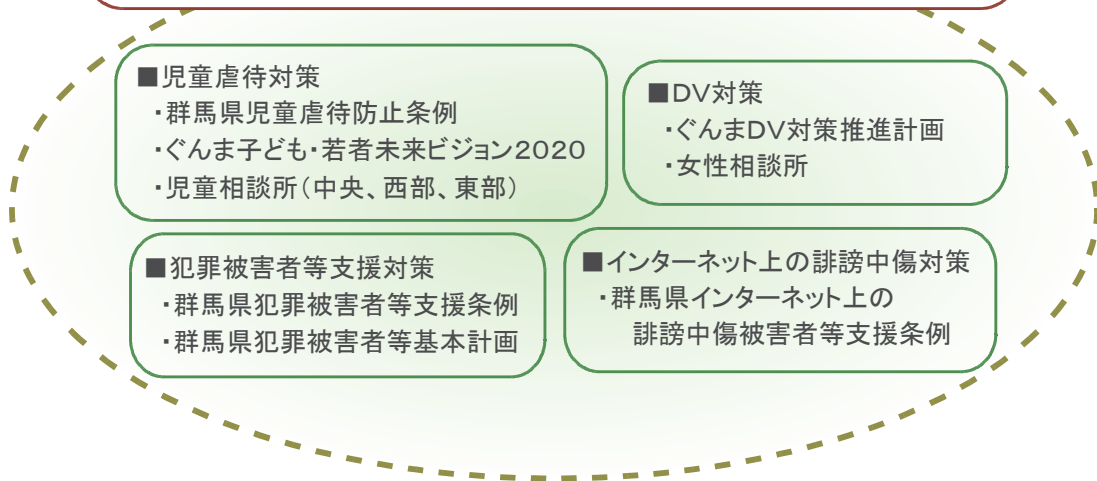 ■児童虐待対策
・群馬県児童虐待防止条例
・ぐんま子ども・若者未来ビジョン2020
・児童相談所(中央、西部、東部)
■DV対策
・ぐんまDV対策推進計画
・女性相談所
■犯罪被害者等支援対策
・群馬県犯罪被害者等支援条例
・群馬県犯罪被害者等基本計画
■インターネット上の誹謗中傷対策
・群馬県インターネット上の
誹謗中傷被害者等支援条例